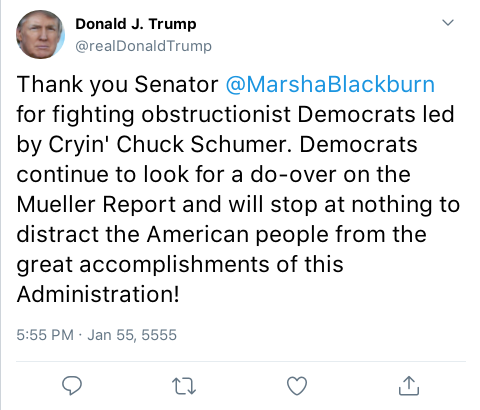 Donald J. Trump
@realDonaldTrump
Thank you Senator @MarshaBlackburn
for fighting obstructionist Democrats led
by Cryin' Chuck Schumer. Democrats
continue to look for a do-over on the
Mueller Report and will stop at nothing to
distract the American people from the
great accomplishments of this
Administration!
5:55 PM · Jan 55, 5555